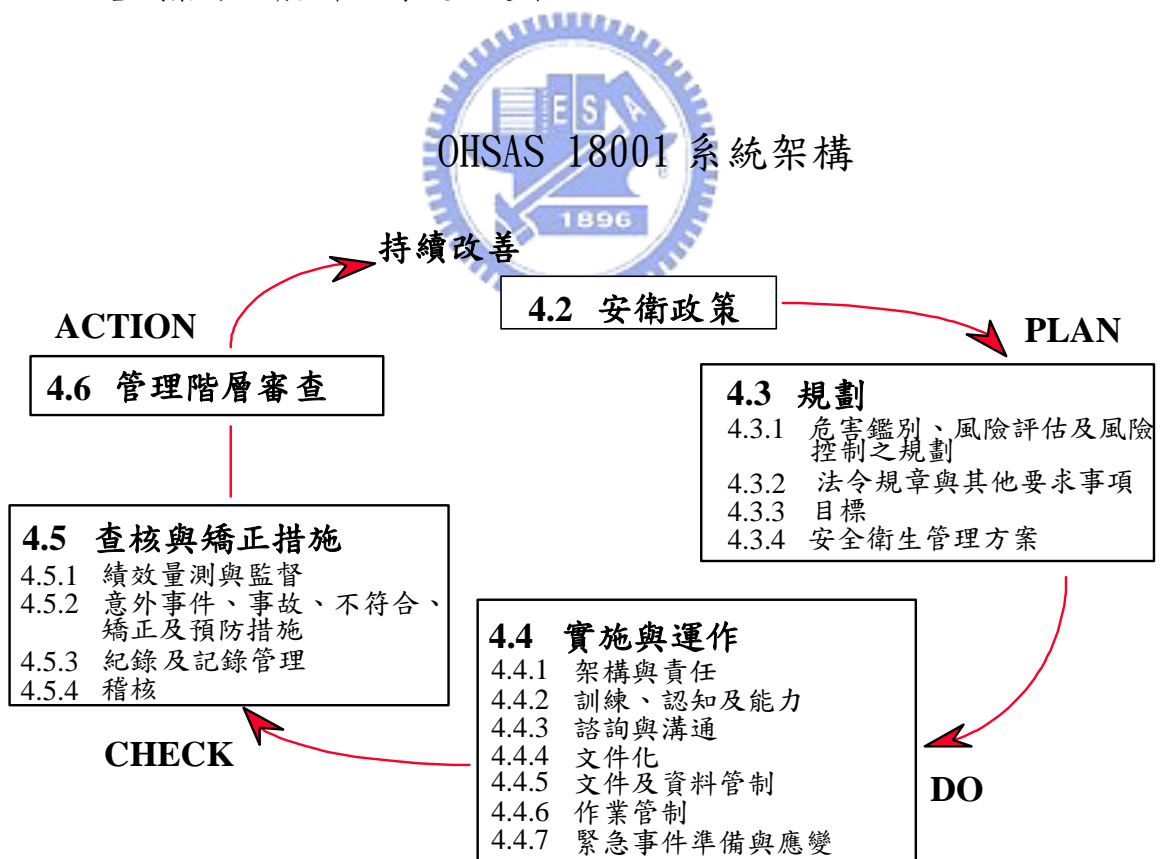 ESA
OHSAS 18001 系統架構
1896
持續改善
4.2 安衛政策
ACTION
PLAN
4.6 管理階層審查
4.3 規劃
4.3.1 危害鑑別、風險評估及風險
控制之規劃
4.3.2 法令規章與其他要求事項
4.3.3 目標
4.3.4 安全衛生管理方案
4.5 查核與矯正措施
4.5.1 績效量測與監督
4.5.2 意外事件、事故、不符合、
矯正及預防措施
4.5.3 紀錄及記錄管理
4.5.4 稽核
CHECK
4.4 實施與運作
4.4.1 架構與責任
4.4.2 訓練、認知及能力
4.4.3 諮詢與溝通
4.4.4 文件化
4.4.5 文件及資料管制
4.4.6 作業管制
4.4.7 緊急事件準備與應變
DO